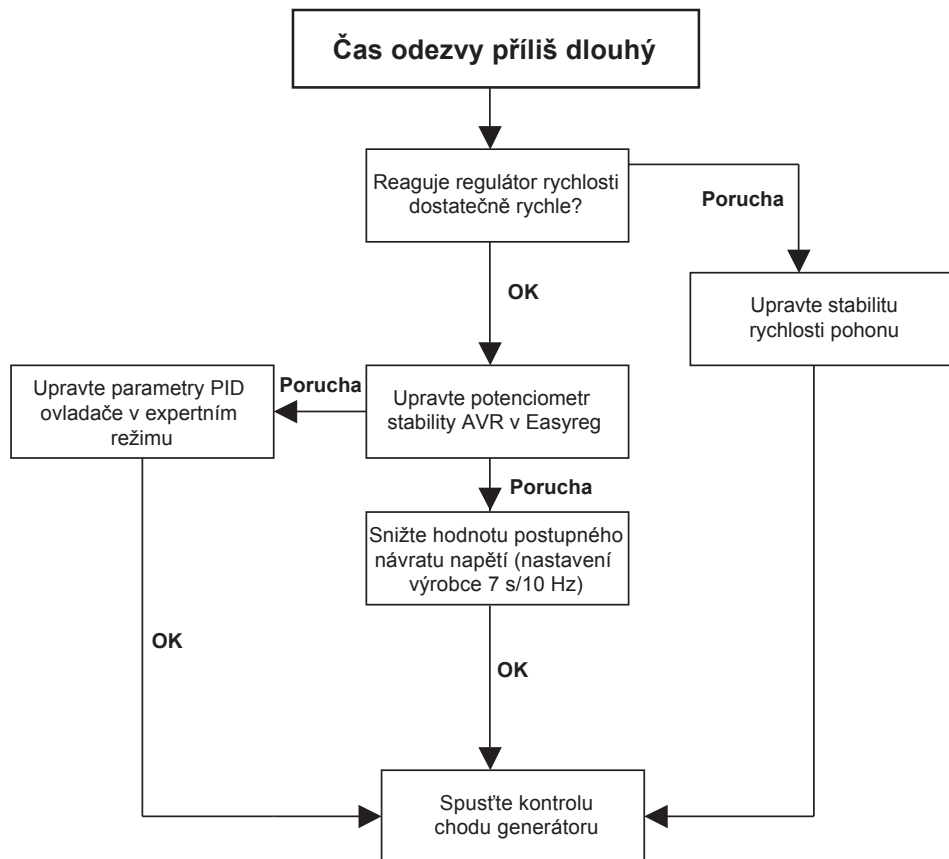 Čas odezvy příliš dlouhý
Reaguje regulátor rychlosti
dostatečně rychle?
Porucha
OK
Upravte stabilitu
rychlosti pohonu
Upravte parametry PID
ovladače v expertním
režimu
Porucha
Upravte potenciometr
stability AVR v Easyreg
Porucha
Snižte hodnotu postupného
návratu napětí (nastavení
výrobce 7 s/10 Hz)
OK
OK
Spusťte kontrolu
chodu generátoru